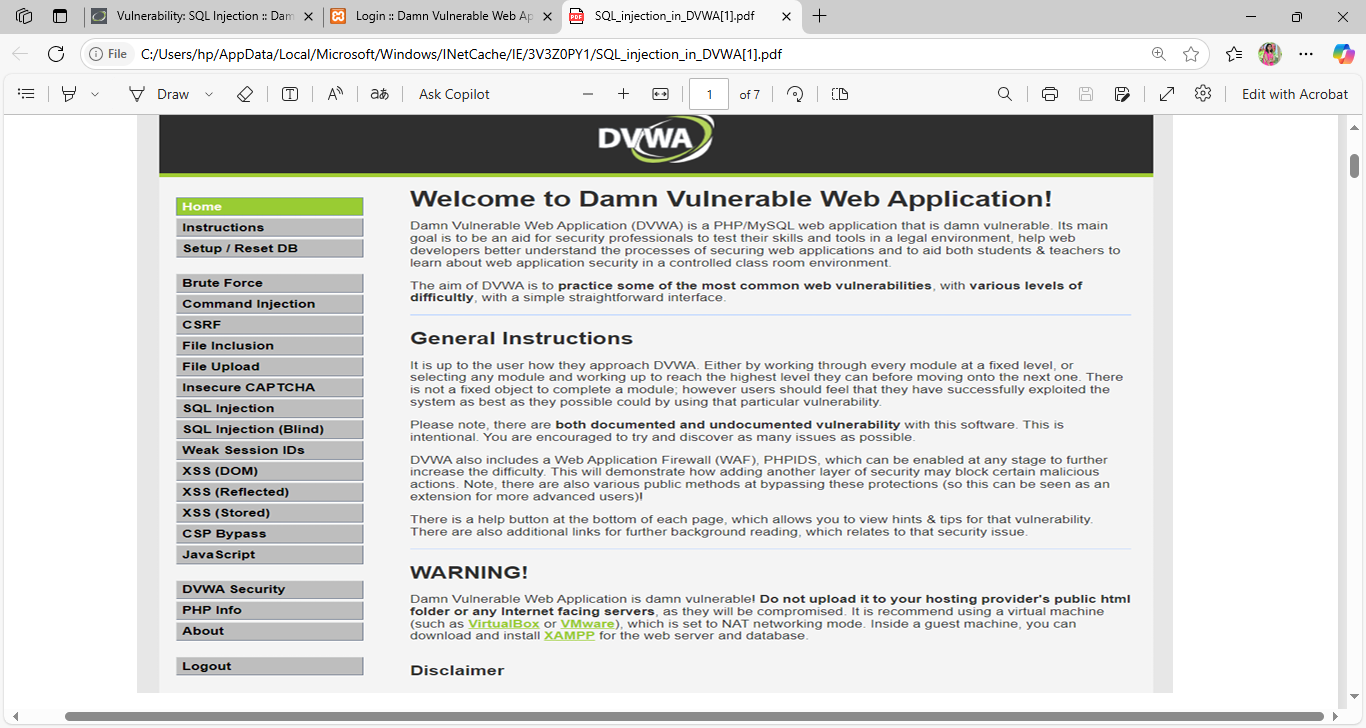 Vulnerability: SQL Injection :: Dam
Login :: Damn Vulnerable Web Ap
SQL_injection_in_DVWA[1].pdf
File
C:/Users/hp/AppData/Local/Microsoft/Windows/INetCache/IE/3V3Z0PY1/SQL_injection_in_DVWA[1].pdf
Draw
Ask Copilot
1 of 7
Edit with Acrobat
DVWA
Home
Instructions
Setup / Reset DB
Brute Force
Command Injection
CSRF
File Inclusion
File Upload
Insecure CAPTCHA
SQL Injection
SQL Injection (Blind)
Weak Session IDs
XSS (DOM)
XSS (Reflected)
XSS (Stored)
CSP Bypass
JavaScript
DVWA Security
PHP Info
About
Logout
Welcome to Damn Vulnerable Web Application!
Damn Vulnerable Web Application (DVWA) is a PHP/MySQL web application that is damn vulnerable. Its main
goal is to be an aid for security professionals to test their skills and tools in a legal environment, help web
developers better understand the processes of securing web applications and to aid both students & teachers to
learn about web application security in a controlled class room environment.
The aim of DVWA is to practice some of the most common web vulnerabilities, with various levels of
difficultly, with a simple straightforward interface.
General Instructions
It is up to the user how they approach DVWA. Either by working through every module at a fixed level, or
selecting any module and working up to reach the highest level they can before moving onto the next one. There
is not a fixed object to complete a module; however users should feel that they have successfully exploited the
system as best as they possible could by using that particular vulnerability.
Please note, there are both documented and undocumented vulnerability with this software. This is
intentional. You are encouraged to try and discover as many issues as possible.
DVWA also includes a Web Application Firewall (WAF), PHPIDS, which can be enabled at any stage to further
increase the difficulty. This will demonstrate how adding another layer of security may block certain malicious
actions. Note, there are also various public methods at bypassing these protections (so this can be seen as an
extension for more advanced users)!
There is a help button at the bottom of each page, which allows you to view hints & tips for that vulnerability.
There are also additional links for further background reading, which relates to that security issue.
WARNING!
Damn Vulnerable Web Application is damn vulnerable! Do not upload it to your hosting provider's public html
folder or any Internet facing servers, as they will be compromised. It is recommend using a virtual machine
(such as VirtualBox or VMware), which is set to NAT networking mode. Inside a guest machine, you can
download and install XAMPP for the web server and database.
Disclaimer